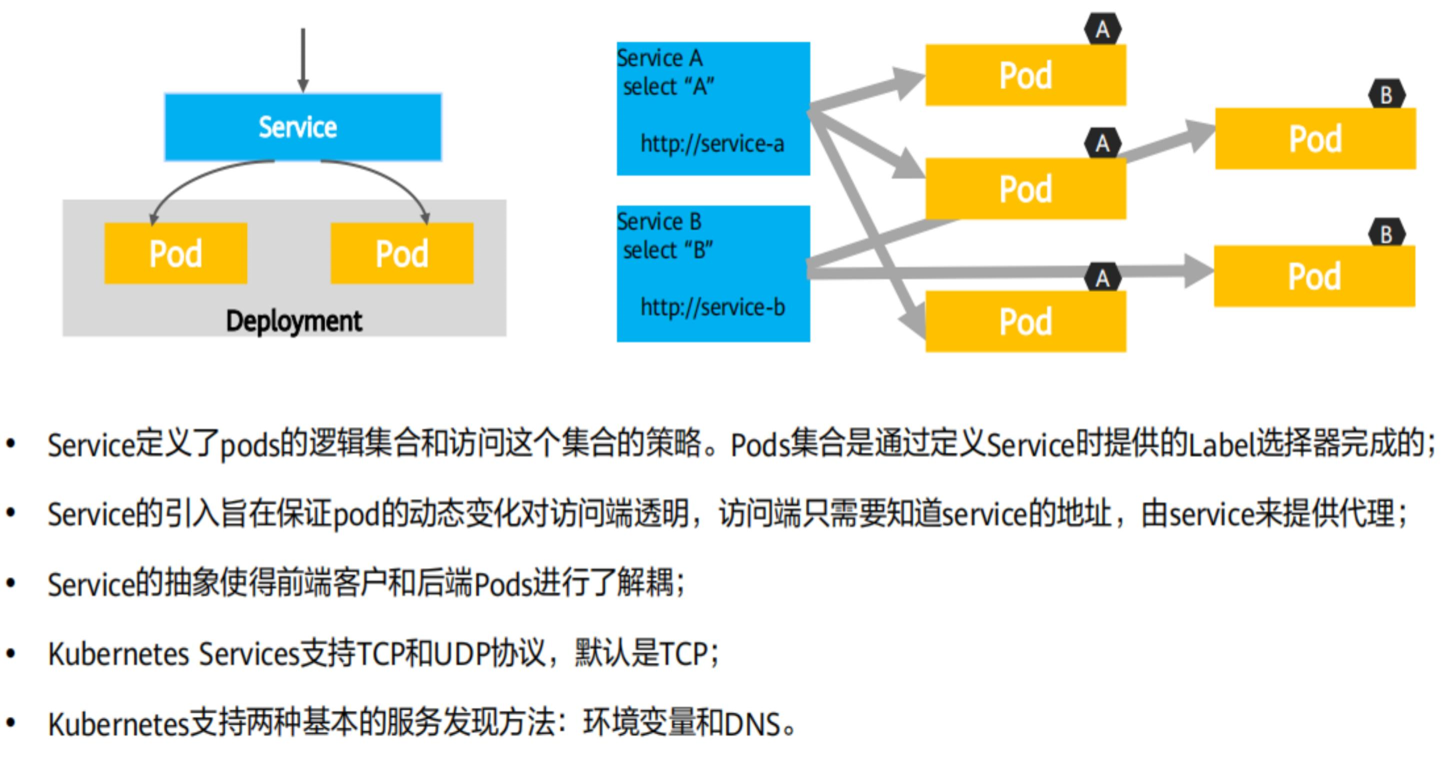 Service
Pod
Pod
Deployment
Service A
select “A”
http://service-a
Service B
select “B”
http://service-b
A
Pod
A
Pod
A
Pod
B
Pod
B
Pod
• Service定义了pods的逻辑集合和访问这个集合的策略。Pods集合是通过定义Service时提供的Label选择器完成的；
• Service的引入旨在保证pod的动态变化对访问端透明，访问端只需要知道service的地址，由service来提供代理；
• Service的抽象使得前端客户和后端Pods进行了解耦；
• Kubernetes Services支持TCP和UDP协议，默认是TCP；
• Kubernetes支持两种基本的服务发现方法：环境变量和DNS。